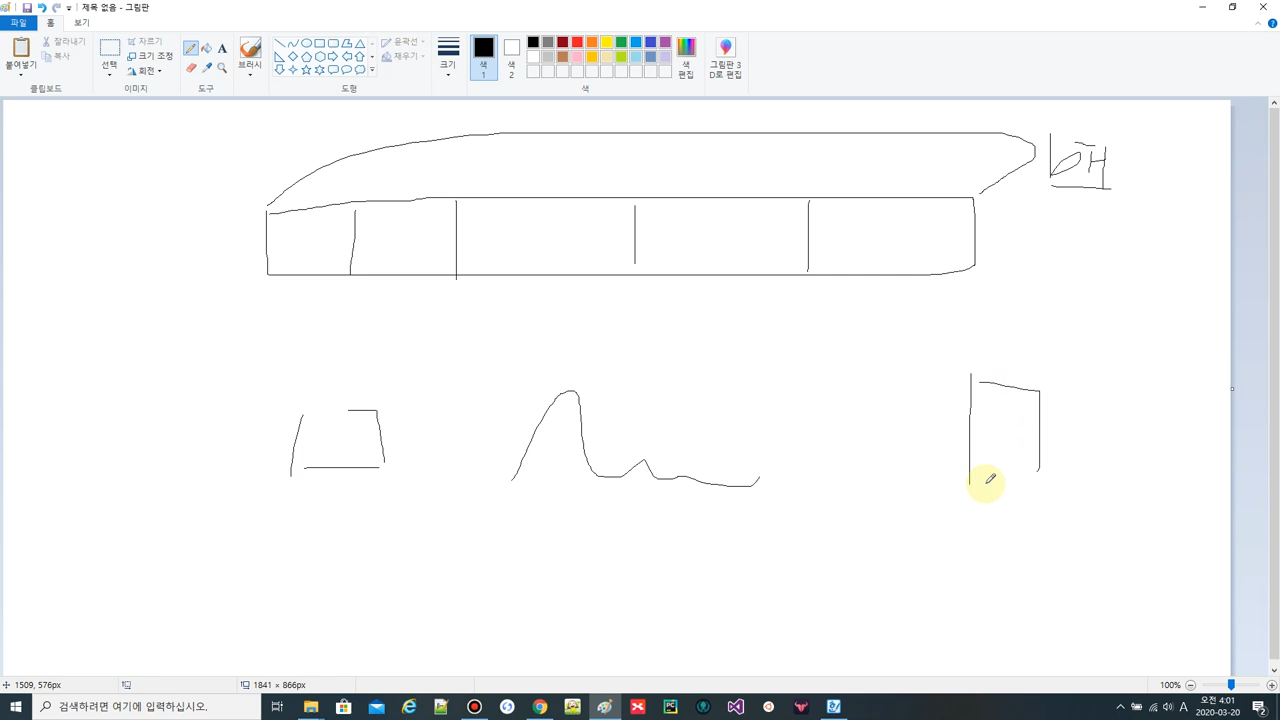 제목 없음 - 그림판
파일 홈 보기
붙여넣기
잘라내기
복사
클립보드
선택
자르기
크기 조정
회전
이미지
A
도구
브러시
윤곽선
채우기
도형
크기
색
1
색
2
색
편집
색
그림판 3
D로 편집
1509, 576px
1841 × 866px
100%
검색하려면 여기에 입력하십시오.
A
오전 4:01
2020-03-20
2